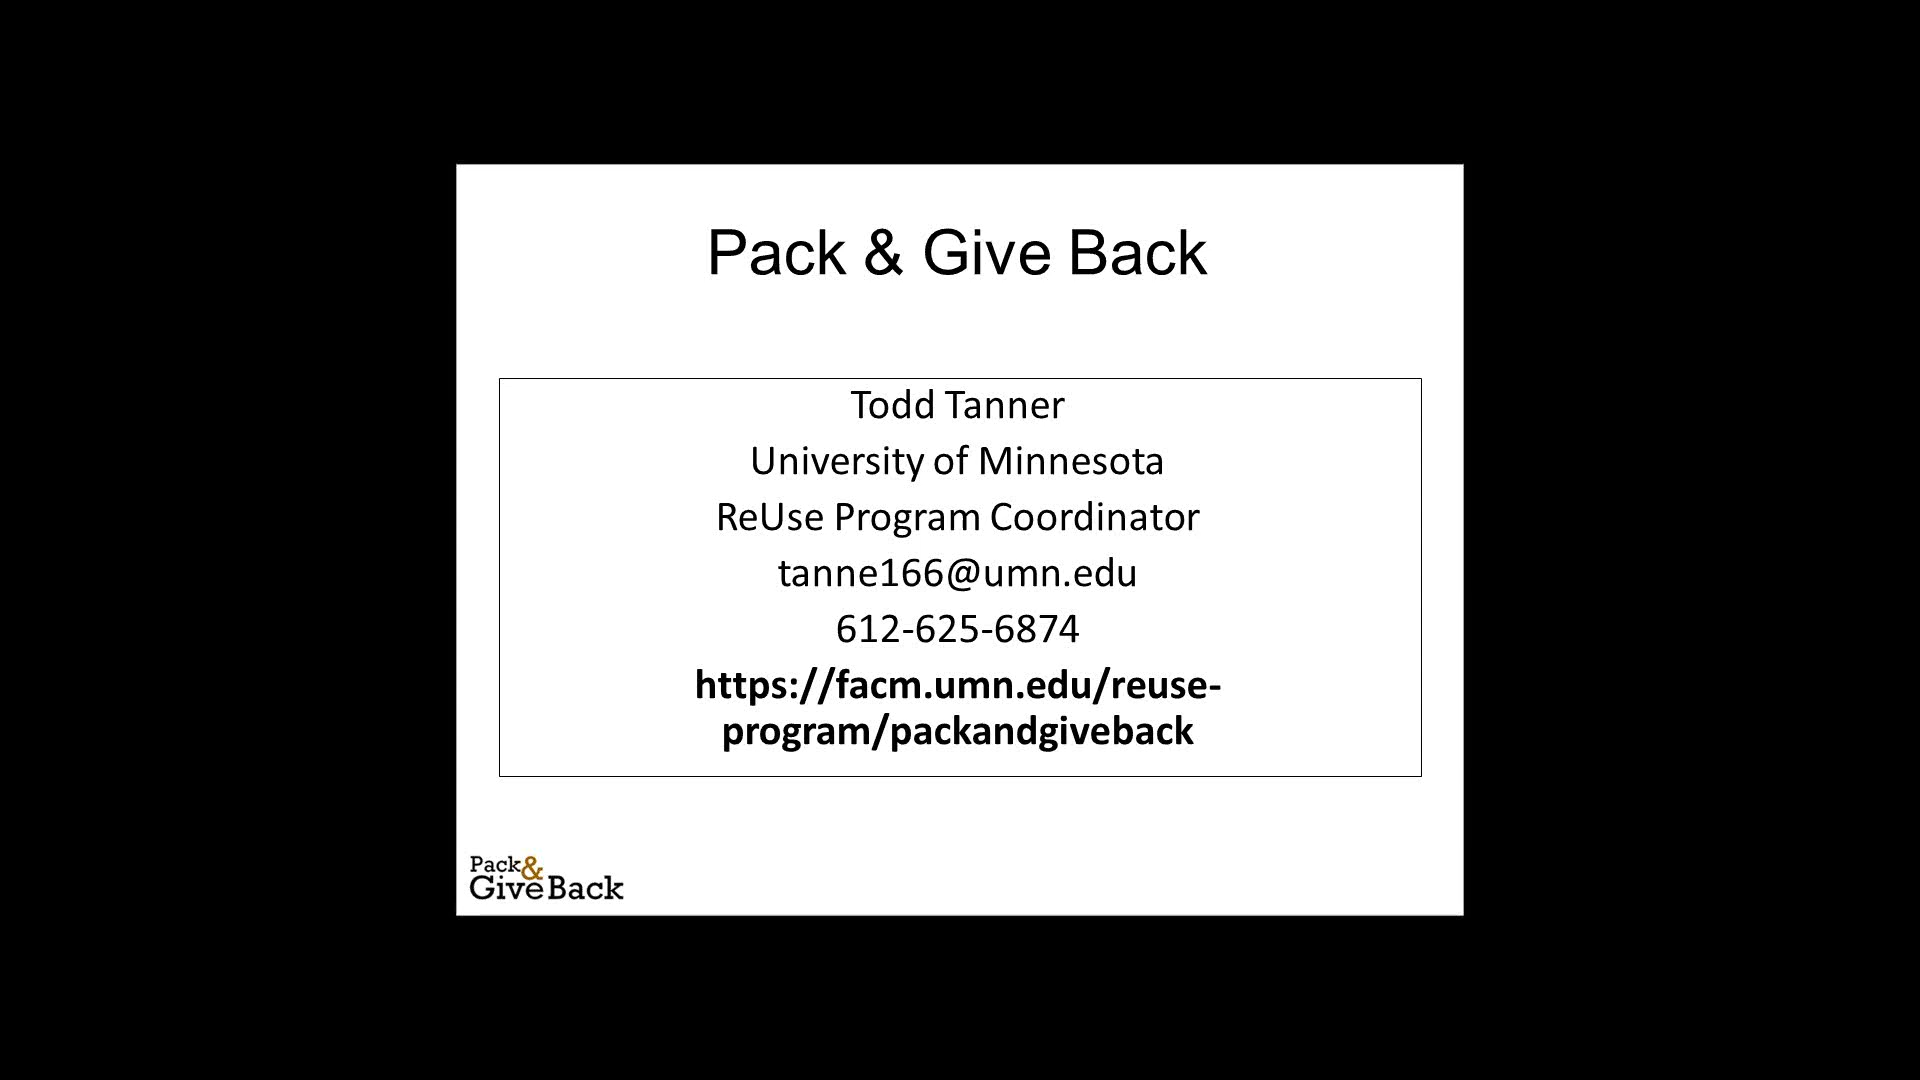 Pack & Give Back
Todd Tanner
University of Minnesota
ReUse Program Coordinator
tanne166@umn.edu
612-625-6874
https://facm.umn.edu/reuse-
program/packandgiveback
Pack&
GiveBack